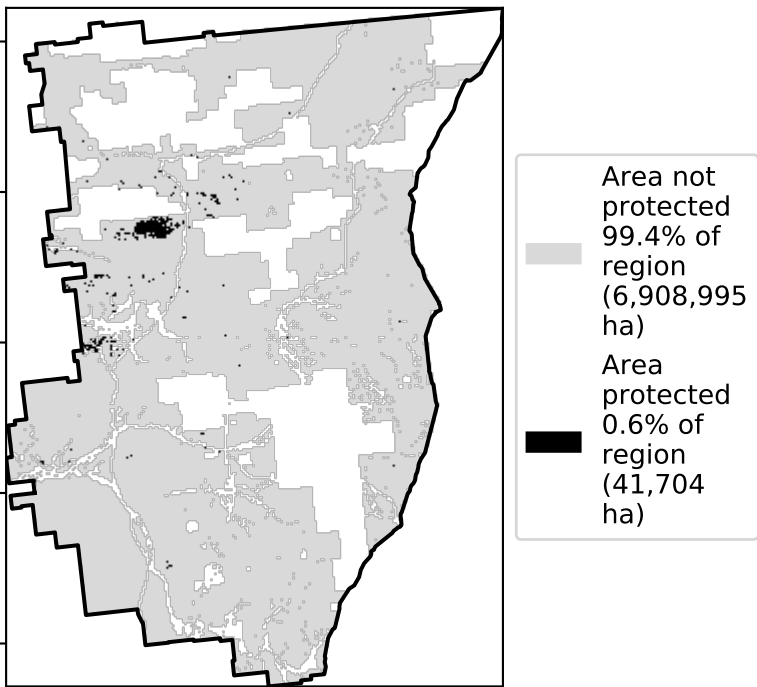 Area not
protected
99.4% of
region
(6,908,995
ha)
Area
protected
0.6% of
region
(41,704
ha)